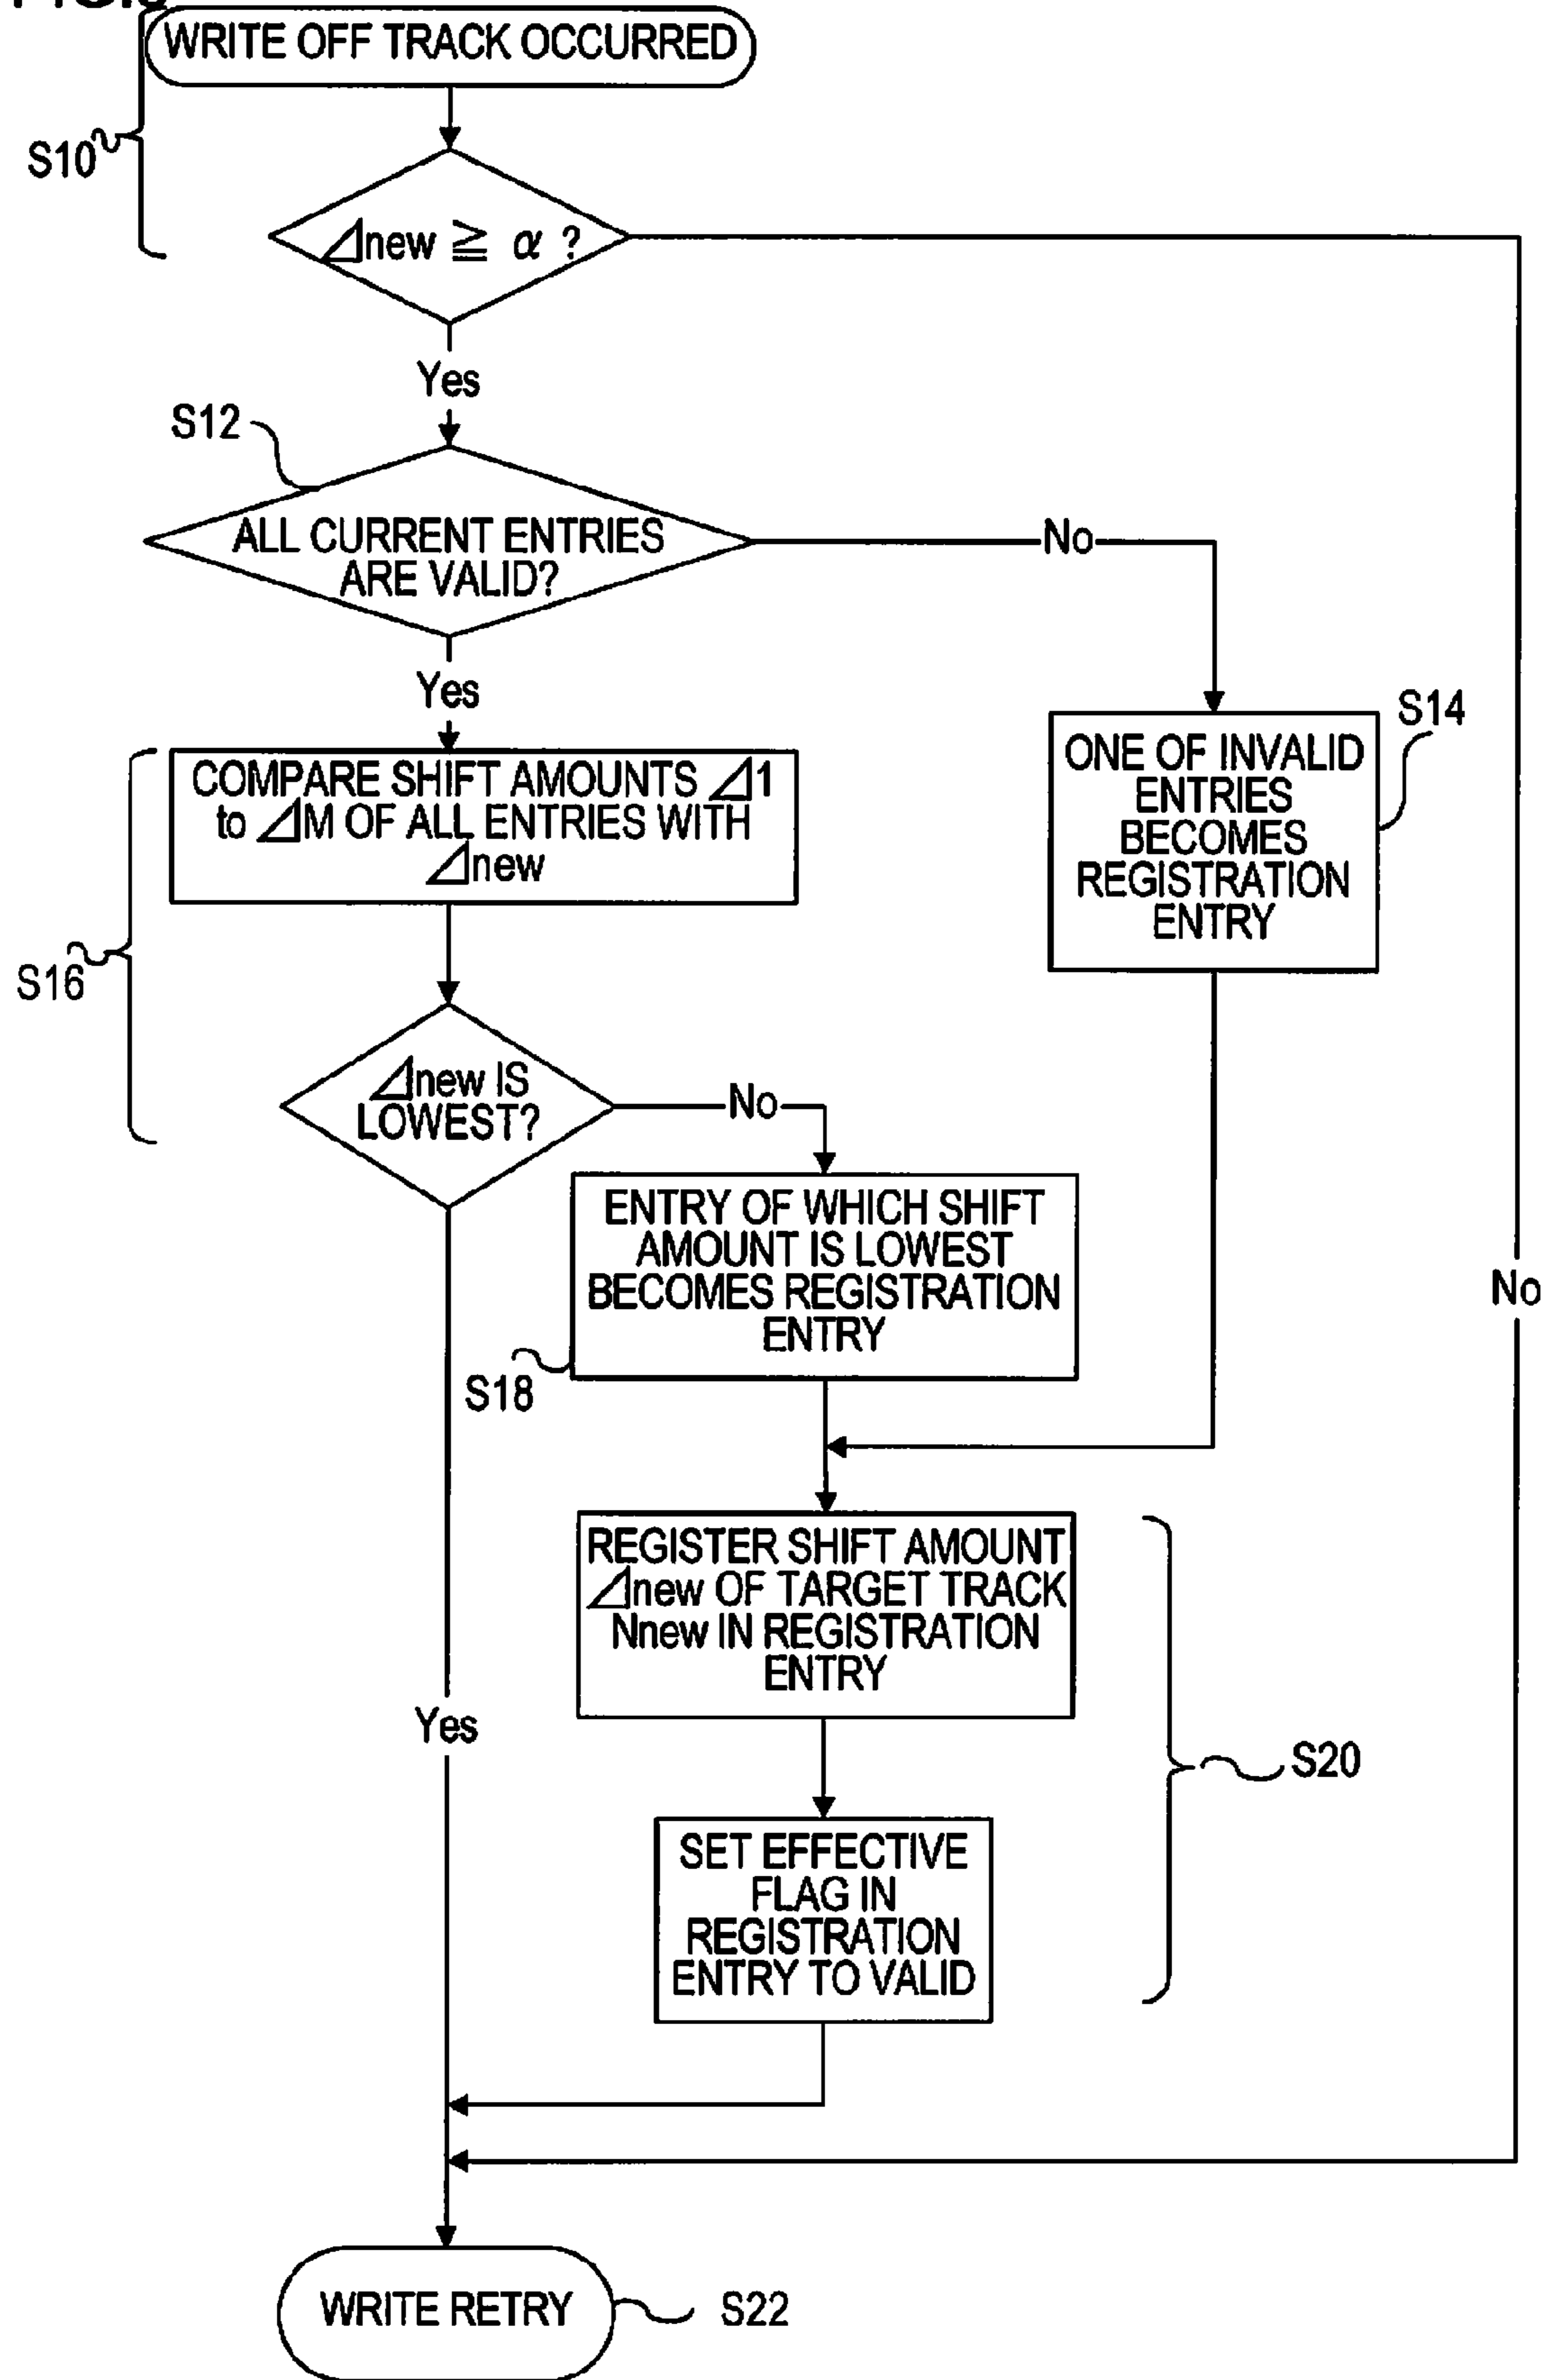 WRITE OFF TRACK OCCURRED
S10
⊿new ≧ α ?
Yes
S12
ALL CURRENT ENTRIES
ARE VALID?
No
Yes
S14
ONE OF INVALID
ENTRIES
BECOMES
REGISTRATION
ENTRY
COMPARE SHIFT AMOUNTS ⊿1
to ⊿M OF ALL ENTRIES WITH
⊿new
S16
⊿new IS
LOWEST?
No
ENTRY OF WHICH SHIFT
AMOUNT IS LOWEST
BECOMES REGISTRATION
ENTRY
No
S18
REGISTER SHIFT AMOUNT
⊿new OF TARGET TRACK
Nnew IN REGISTRATION
ENTRY
Yes
S20
SET EFFECTIVE
FLAG IN
REGISTRATION
ENTRY TO VALID
WRITE RETRY
S22